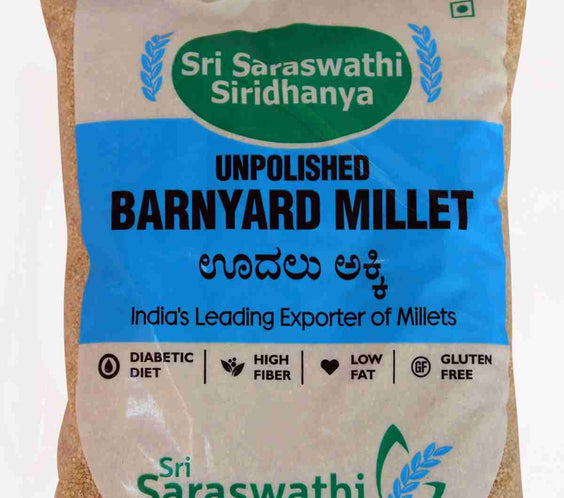 Sri Saraswathi
Siridhanya
UNPOLISHED
BARNYARD MILLET
ಊದಲು ಅಕ್ಕಿ
India's Leading Exporter of Millets
DIABETIC
DIET
HIGH
FIBER
LOW
FAT
GF
GLUTEN
FREE
Sri
Saraswathi